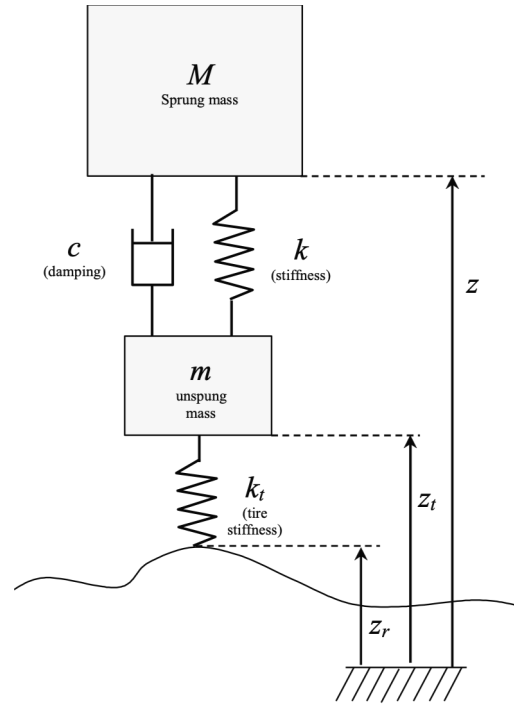 M
Sprung mass
c
(damping)
k
(stiffness)
z
m
unspung
mass
k_t
(tire
stiffness)
z_t
z_r